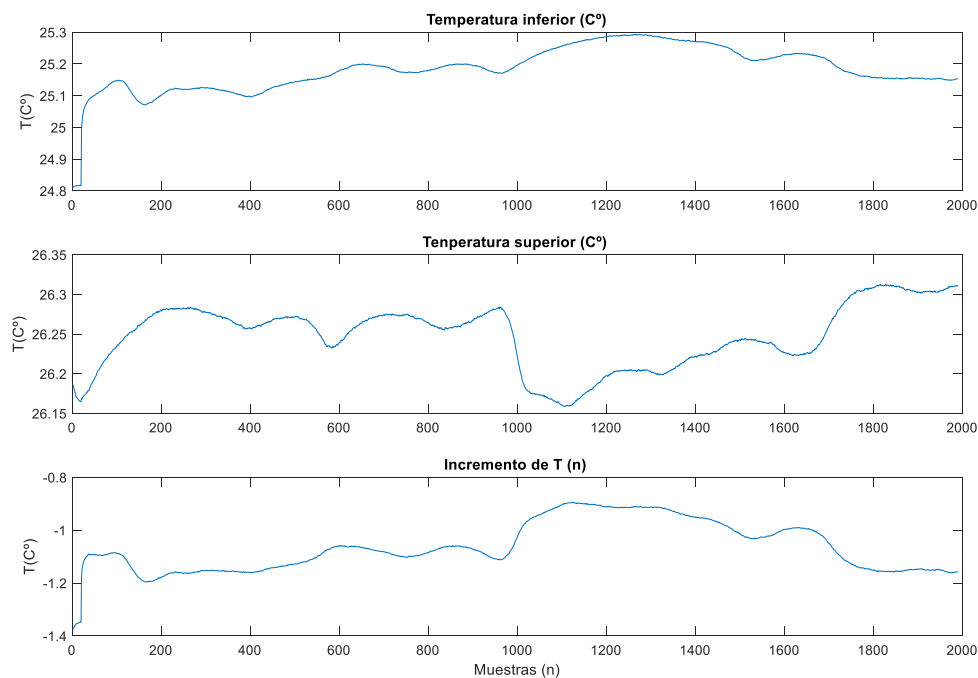 Temperatura inferior (Cº)
25.3
25.2
25.1
25
24.9
24.8
T(Cº)
0 200 400 600 800 1000 1200 1400 1600 1800 2000
Tenperatura superior (Cº)
26.35
26.3
26.25
26.2
26.15
T(Cº)
0 200 400 600 800 1000 1200 1400 1600 1800 2000
Incremento de T (n)
-0.8
-1
-1.2
-1.4
T(Cº)
0 200 400 600 800 1000 1200 1400 1600 1800 2000
Muestras (n)